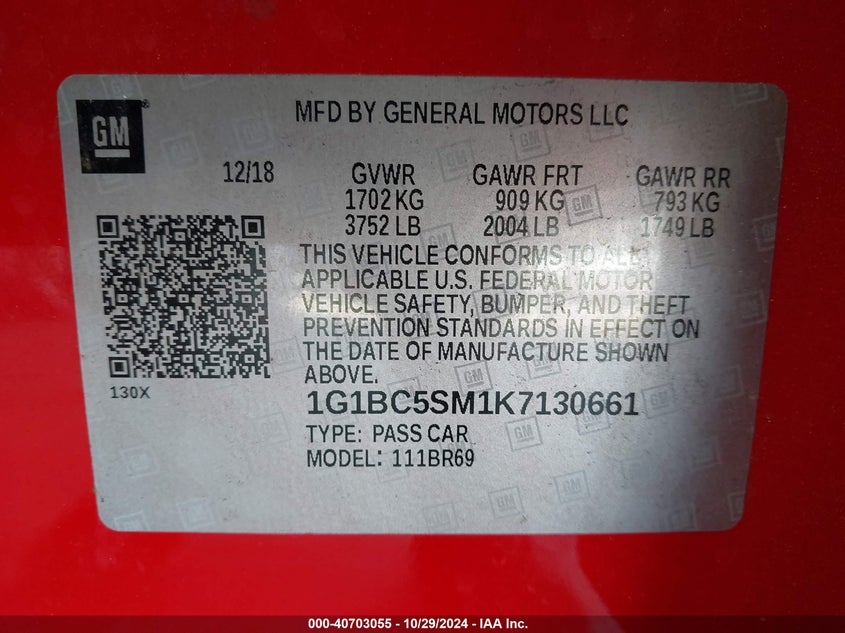 GM
MFD BY GENERAL MOTORS LLC
12/18 GVWR GAWR FRT GAWR RR
1702 KG 909 KG 793 KG
3752 LB 2004 LB 1749 LB
THIS VEHICLE CONFORMS TO ALL
APPLICABLE U.S. FEDERAL MOTOR
VEHICLE SAFETY, BUMPER, AND THEFT
PREVENTION STANDARDS IN EFFECT ON
THE DATE OF MANUFACTURE SHOWN
ABOVE.
130X
1G1BC5SM1K7130661
TYPE: PASS CAR
MODEL: 111BR69
000-40703055 - 10/29/2024 - IAA Inc.